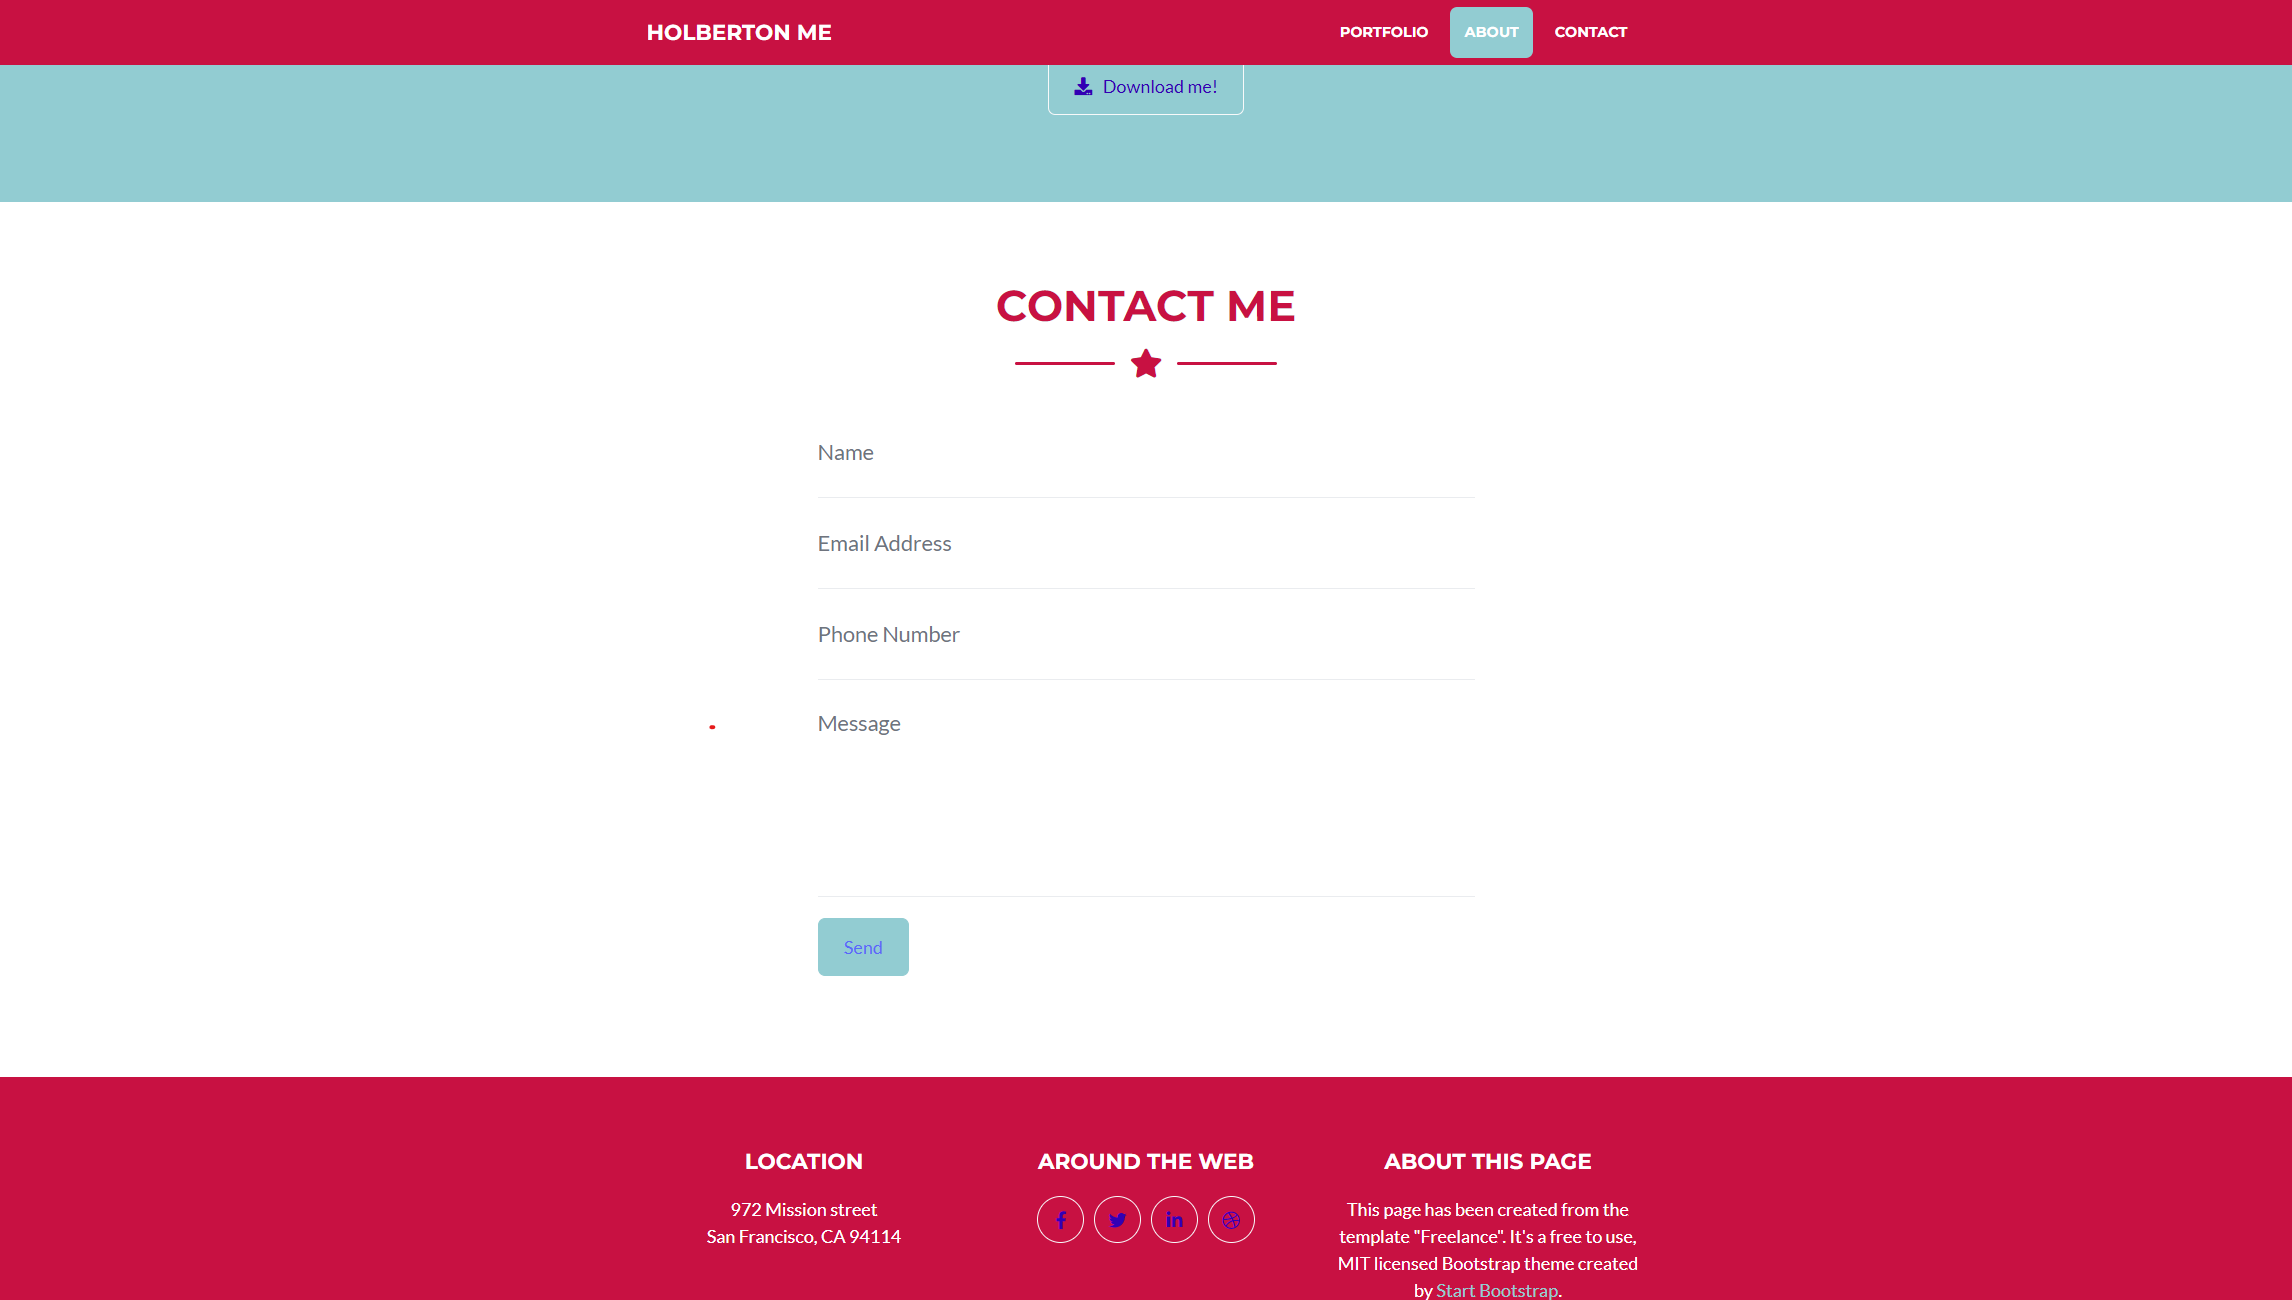 HOLBERTON ME
PORTFOLIO
ABOUT
CONTACT
Download me!
CONTACT ME
Name
Email Address
Phone Number
Message
Send
LOCATION
972 Mission street
San Francisco, CA 94114
AROUND THE WEB
ABOUT THIS PAGE
This page has been created from the
template "Freelance". It's a free to use,
MIT licensed Bootstrap theme created
by Start Bootstrap.